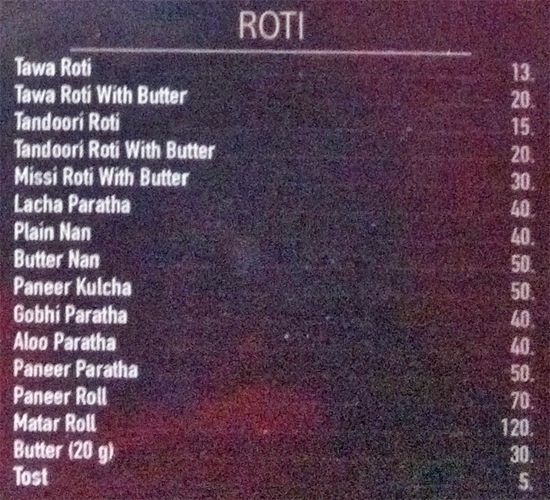 ROTI
Tawa Roti 13.
Tawa Roti With Butter 20.
Tandoori Roti 15.
Tandoori Roti With Butter 20.
Missi Roti With Butter 30.
Lacha Paratha 40.
Plain Nan 40.
Butter Nan 50.
Paneer Kulcha 50.
Gobhi Paratha 40.
Aloo Paratha 40.
Paneer Paratha 50.
Paneer Roll 70.
Matar Roll 120.
Butter (20 g) 30.
Tost 5.